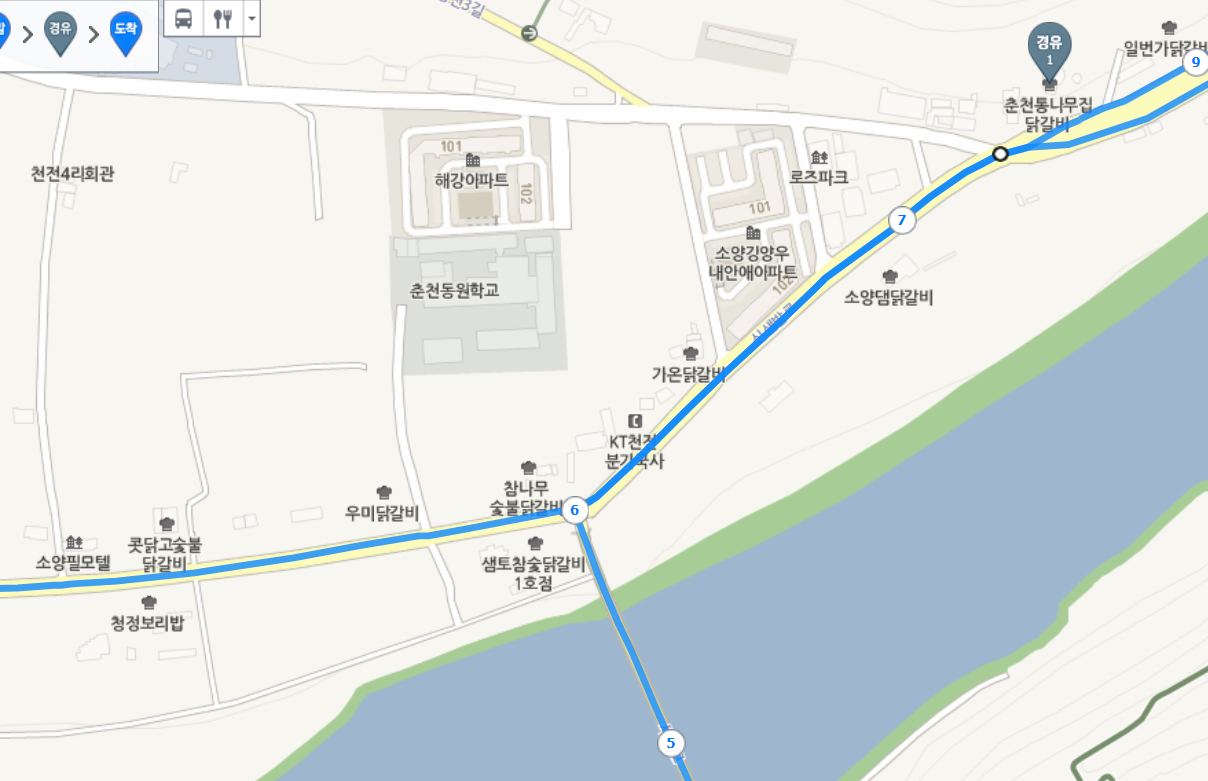 경유
도착
천3길
경유
1
일번가닭갈비
9
춘천통나무집
닭갈비
101
해강아파트
102
천전4리회관
로즈파크
101
7
소양강양우
내안애아파트
102
소양댐닭갈비
춘천동원학교
가온닭갈비
KT천전
분기국사
참나무
숯불닭갈비
6
우미닭갈비
콧닭고숯불
닭갈비
소양필모텔
샘토참숯닭갈비
1호점
청정보리밥
5